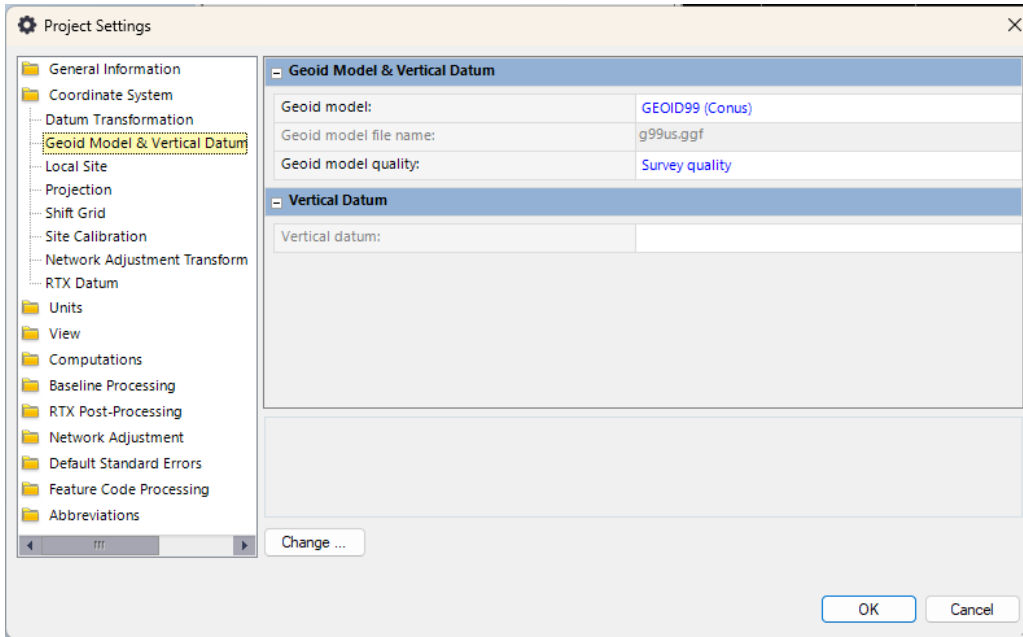 Project Settings
General Information
Coordinate System
Datum Transformation
Geoid Model & Vertical Datum
Local Site
Projection
Shift Grid
Site Calibration
Network Adjustment Transform
RTX Datum
Units
View
Computations
Baseline Processing
RTX Post-Processing
Network Adjustment
Default Standard Errors
Feature Code Processing
Abbreviations
Geoid Model & Vertical Datum
Geoid model: GEOID99 (Conus)
Geoid model file name: g99us.ggf
Geoid model quality: Survey quality
Vertical Datum
Vertical datum:
Change ...
OK Cancel